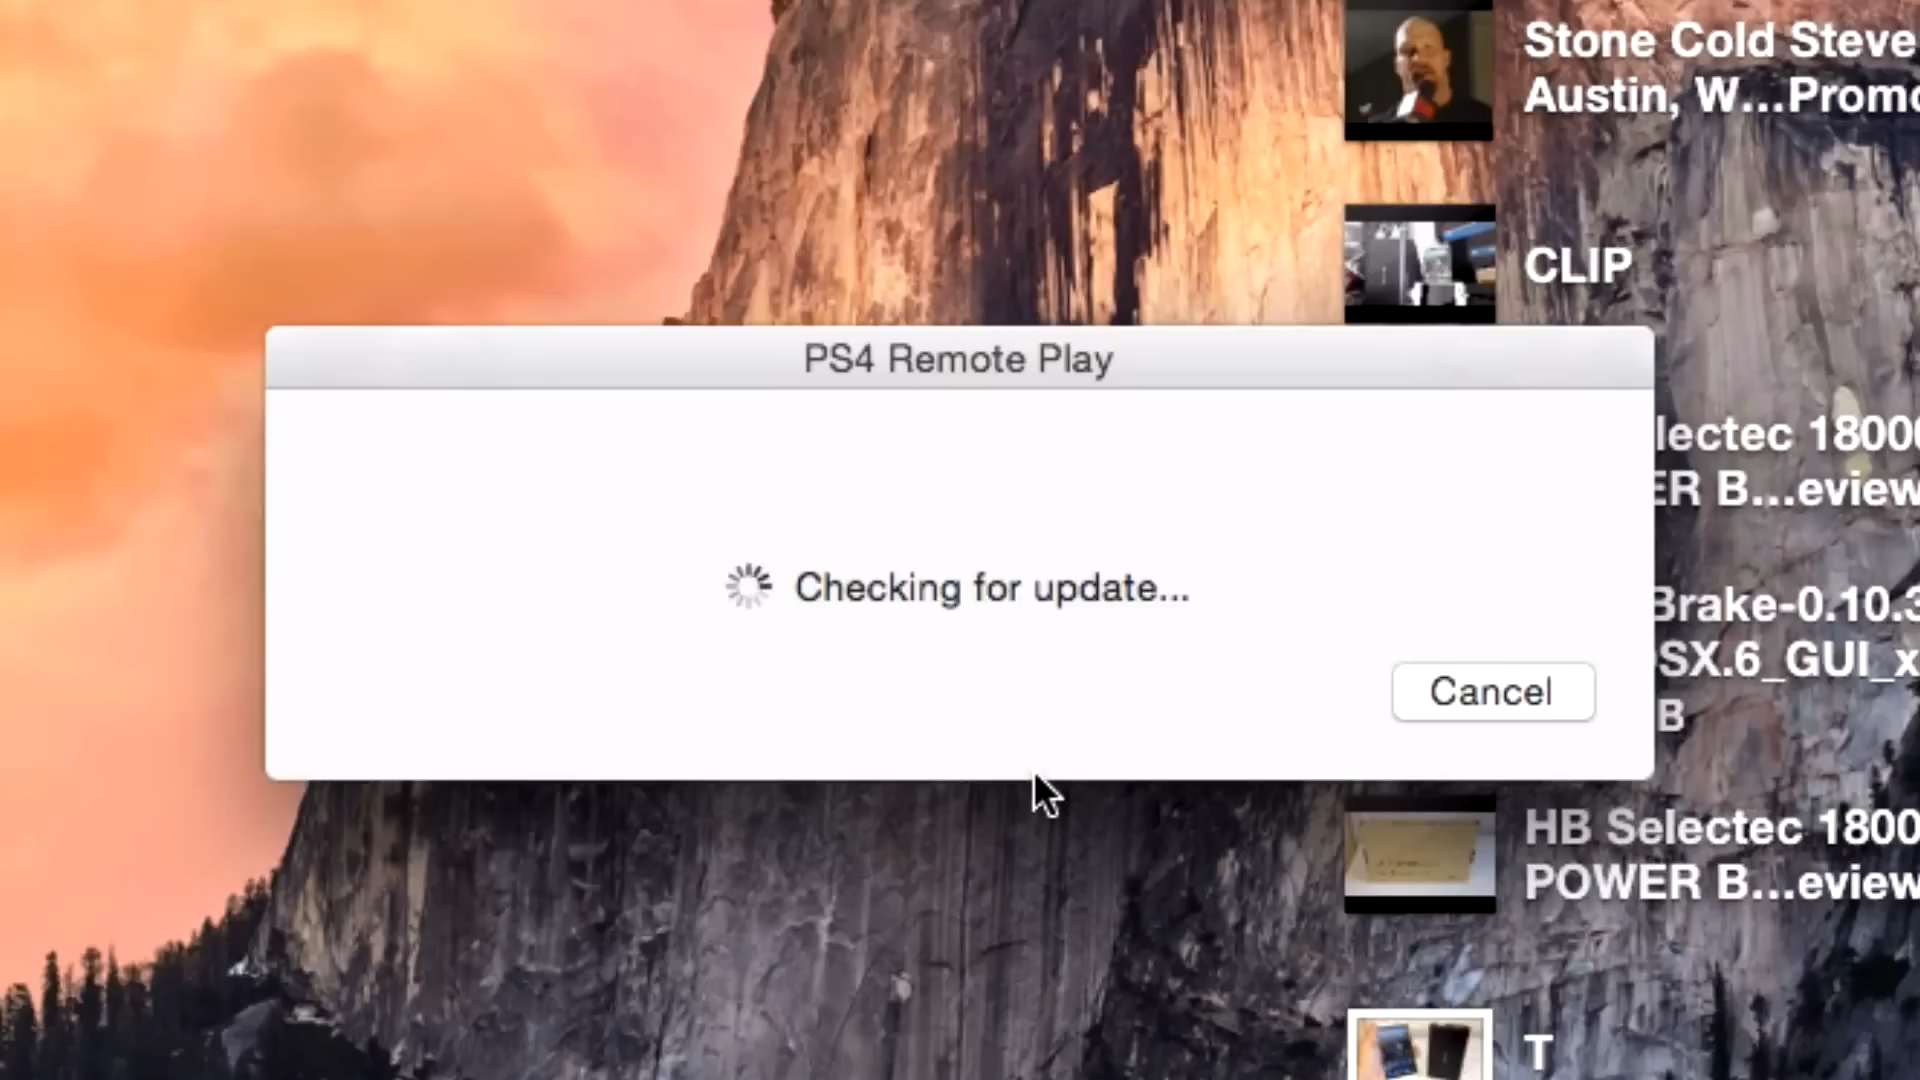 Stone Cold Steve
Austin, W...Promo
CLIP
PS4 Remote Play
lectec 1800
ER B...eview
Checking for update...
Brake-0.10.3
SX.6_GUI_x
B
Cancel
HB Selectec 1800
POWER B...eview
T